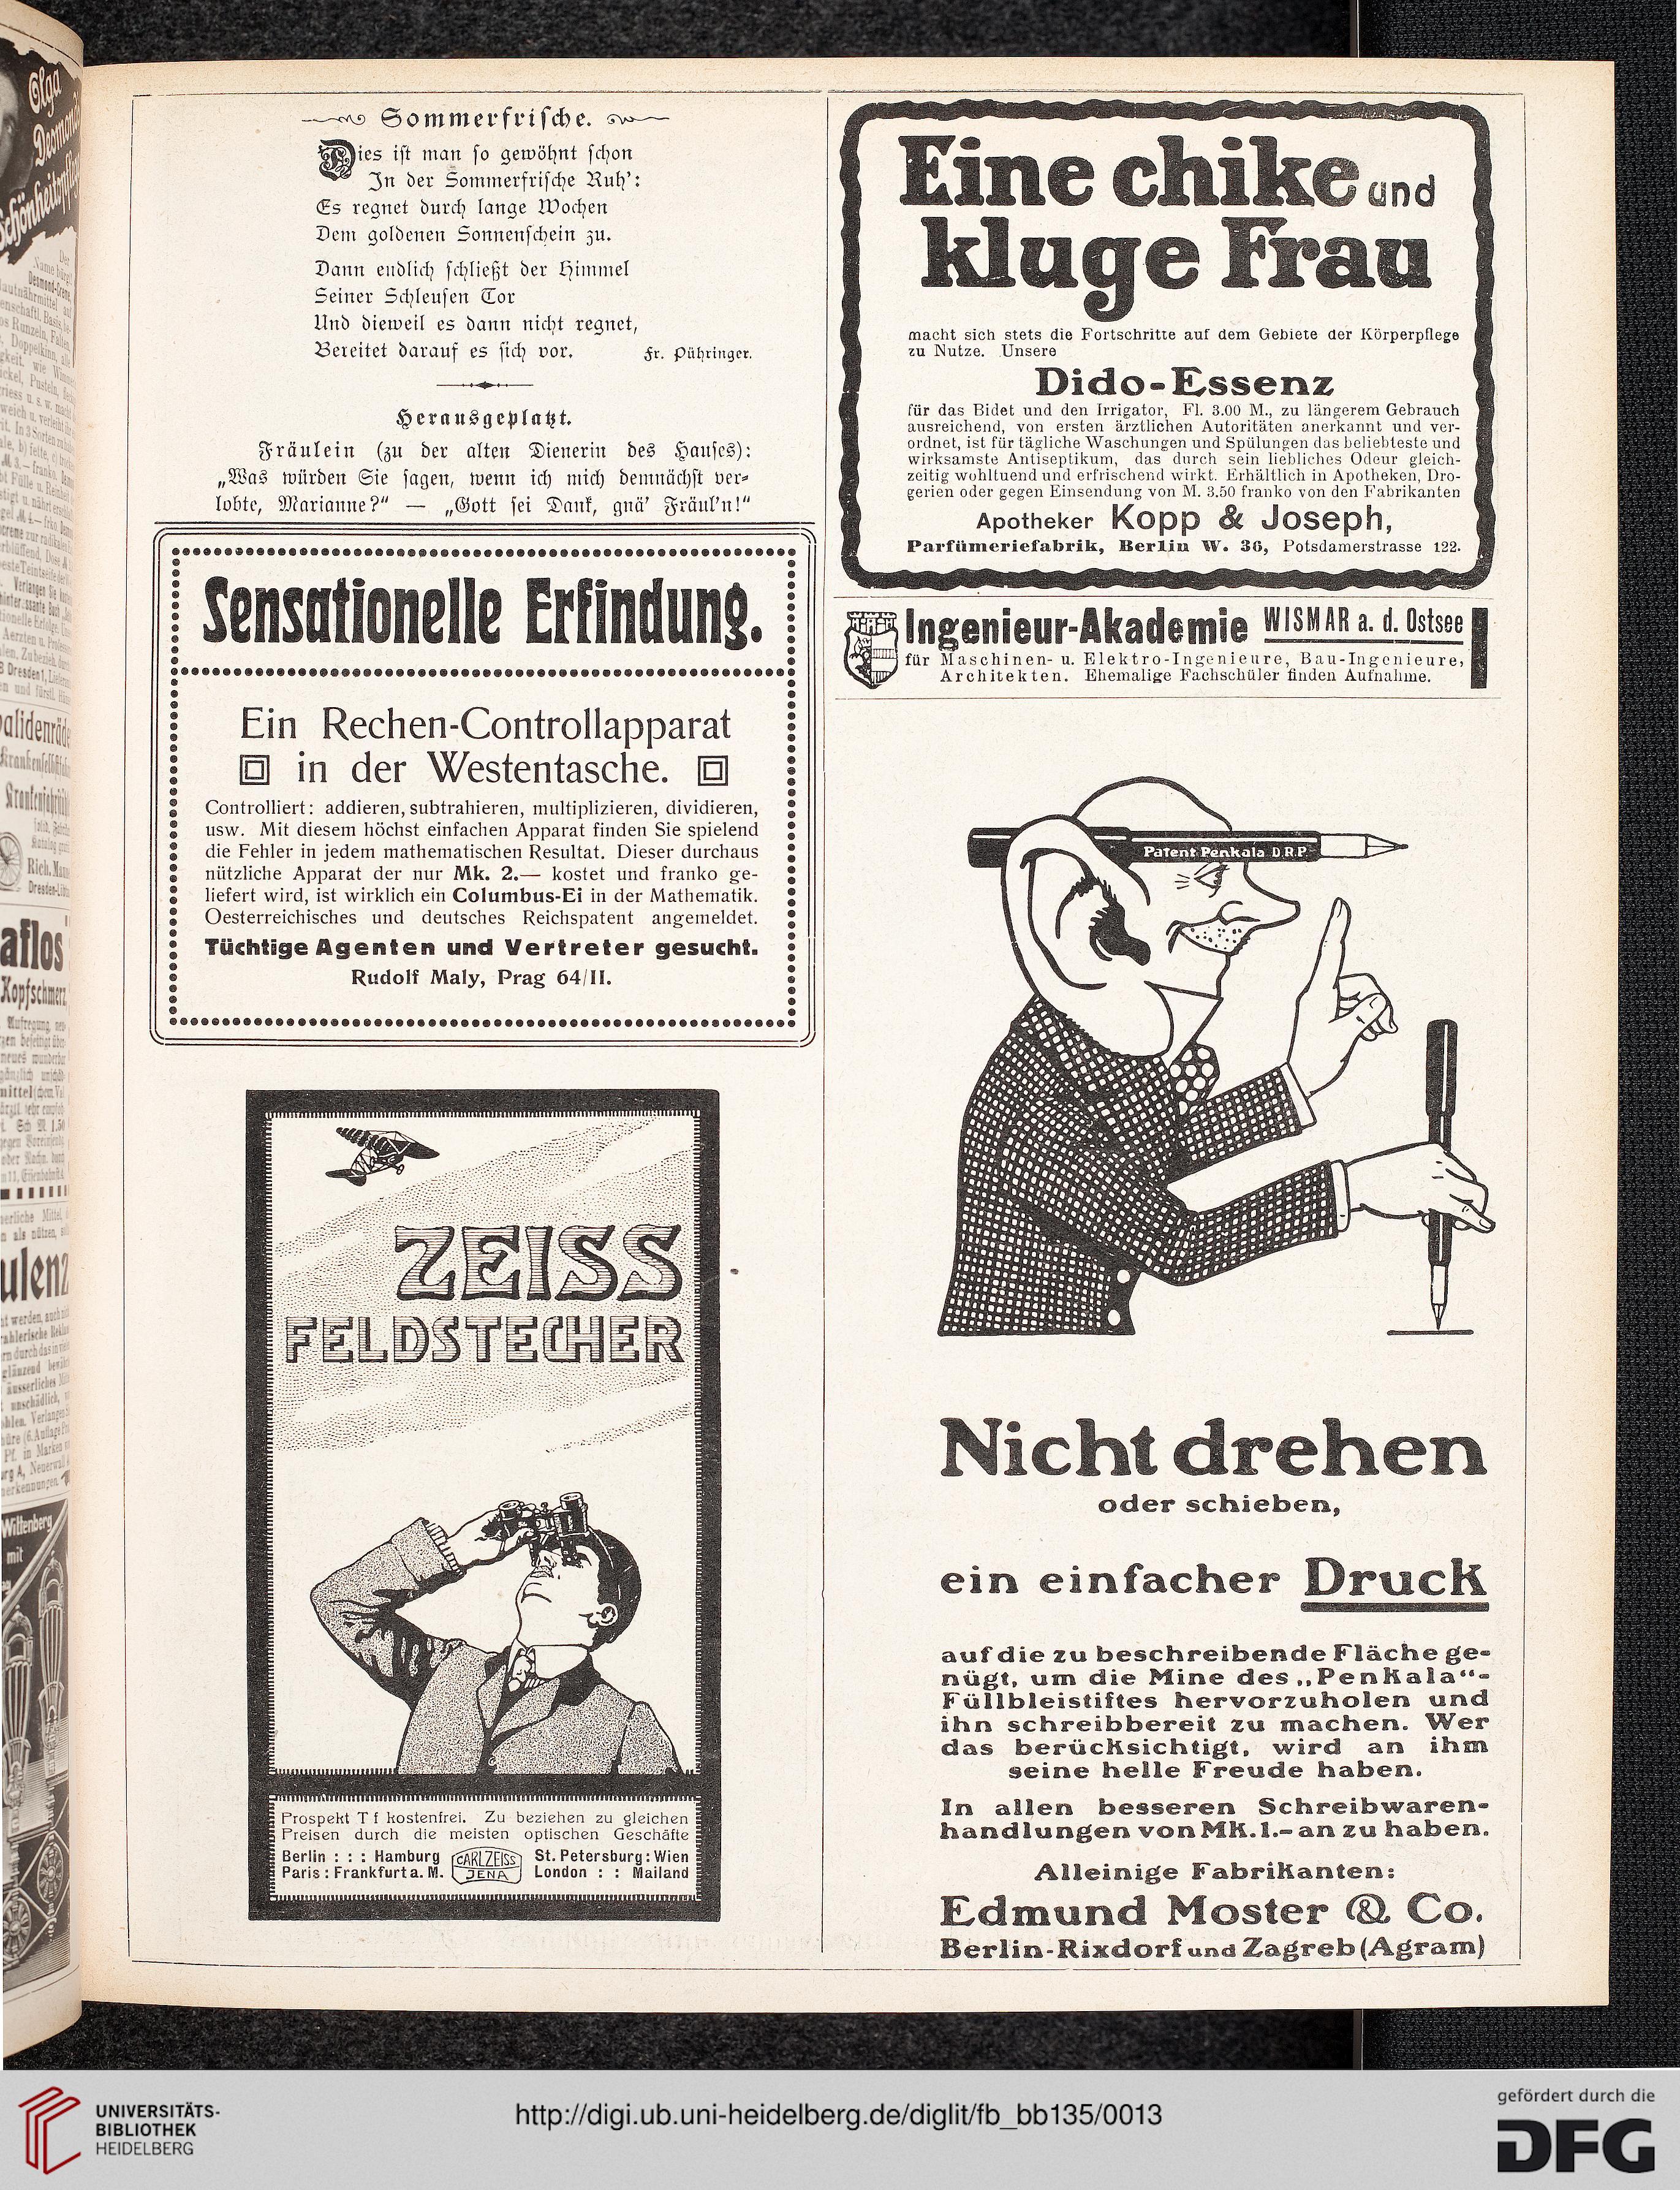 Sommerfrische.
Dies ist man so gewöhnt schon
In der Sommerfrische Ruh':
Es regnet durch lange Wochen
Dem goldenen Sonnenschein zu.
Dann endlich schließt der Himmel
Seiner Schleusen Tor
Und dieweil es dann nicht regnet,
Bereitet darauf es sich vor.
Fr. Pühringer.
Herausgeplatzt.
Fräulein (zu der alten Dienerin des Hauses):
„Was würden Sie sagen, wenn ich mich demnächst ver-
lobte, Marianne?“ — „Gott sei Dank, gnä' Fräul'n!“
Sensationelle Erfindung.
Ein Rechen-Controllapparat
in der Westentasche.
Controlliert: addieren, subtrahieren, multiplizieren, dividieren,
usw. Mit diesem höchst einfachen Apparat finden Sie spielend
die Fehler in jedem mathematischen Resultat. Dieser durchaus
nützliche Apparat der nur Mk. 2.— kostet und franko ge-
liefert wird, ist wirklich ein Columbus-Ei in der Mathematik.
Oesterreichisches und deutsches Reichspatent angemeldet.
Tüchtige Agenten und Vertreter gesucht.
Rudolf Maly, Prag 64/II.
ZEISS
FELDSTECHER
Prospekt T f kostenfrei. Zu beziehen zu gleichen
Preisen durch die meisten optischen Geschäfte
Berlin : : : Hamburg
Paris : Frankfurt a. M.
CARL ZEISS
JENA
St. Petersburg : Wien
London : : Mailand
Eine chike und
kluge Frau
macht sich stets die Fortschritte auf dem Gebiete der Körperpflege
zu Nutze. Unsere
Dido-Essenz
für das Bidet und den Irrigator, Fl. 3.00 M., zu längerem Gebrauch
ausreichend, von ersten ärztlichen Autoritäten anerkannt und ver-
ordnet, ist für tägliche Waschungen und Spülungen das beliebteste und
wirksamste Antiseptikum, das durch sein liebliches Odeur gleich-
zeitig wohltuend und erfrischend wirkt. Erhältlich in Apotheken, Dro-
gerien oder gegen Einsendung von M. 3.50 franko von den Fabrikanten
Apotheker Kopp & Joseph,
Parfümeriefabrik, Berlin W. 36, Potsdamerstrasse 122.
Ingenieur-Akademie WISMAR a. d. Ostsee
für Maschinen- u. Elektro-Ingenieure, Bau-Ingenieure,
Architekten. Ehemalige Fachschüler finden Aufnahme.
Patent Penkala D.R.P.
Nicht drehen
oder schieben,
ein einfacher Druck
auf die zu beschreibende Fläche ge-
nügt, um die Mine des „Penkala“-
Füllbleistiftes hervorzuholen und
ihn schreibbereit zu machen. Wer
das berücksichtigt, wird an ihm
seine helle Freude haben.
In allen besseren Schreibwaren-
handlungen von MK. 1.– an zu haben.
Alleinige Fabrikanten:
Edmund Moster & Co.
Berlin-Rixdorf und Zagreb (Agram)
UNIVERSITÄTS-
BIBLIOTHEK
HEIDELBERG
http://digi.ub.uni-heidelberg.de/diglit/fb_bb135/0013
gefördert durch die
DFG